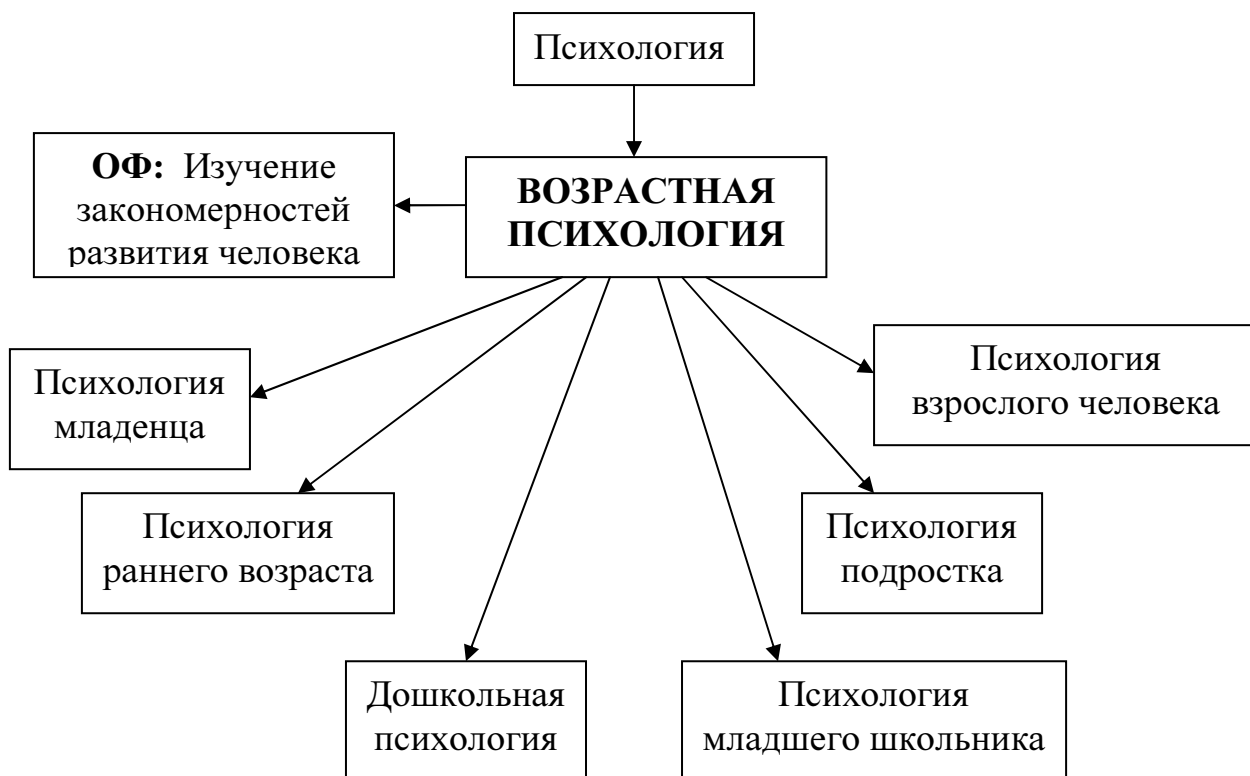 Психология
ОФ: Изучение
закономерностей
развития человека
ВОЗРАСТНАЯ
ПСИХОЛОГИЯ
Психология
младенца
Психология
взрослого человека
Психология
раннего возраста
Психология
подростка
Дошкольная
психология
Психология
младшего школьника